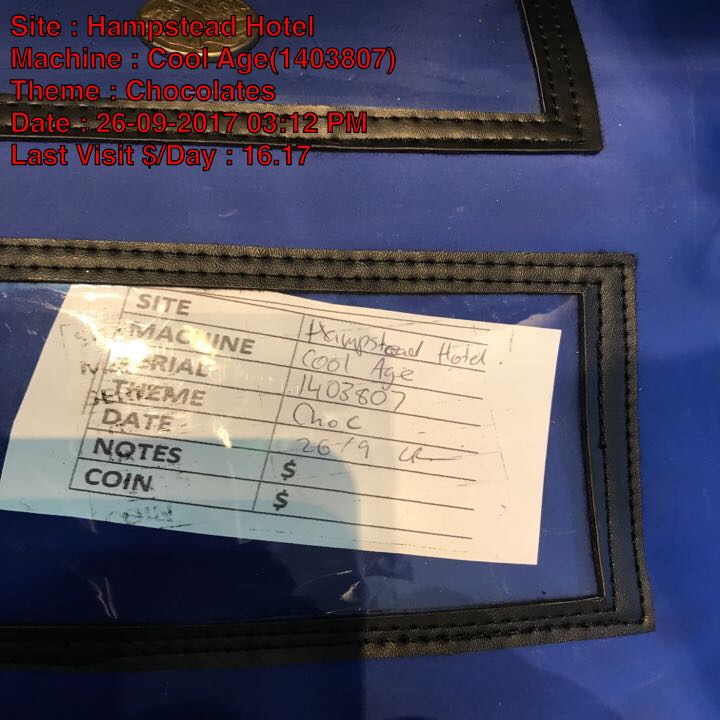 Site : Hampstead Hotel
Machine : Cool Age(1403807)
Theme : Chocolates
Date : 26-09-2017 03:12 PM
Last Visit $/Day : 16.17
SITE Hampstead Hotel
MACHINE Cool Age
SERIAL 1403807
THEME Choc
DATE 26/9
NOTES $
COIN $